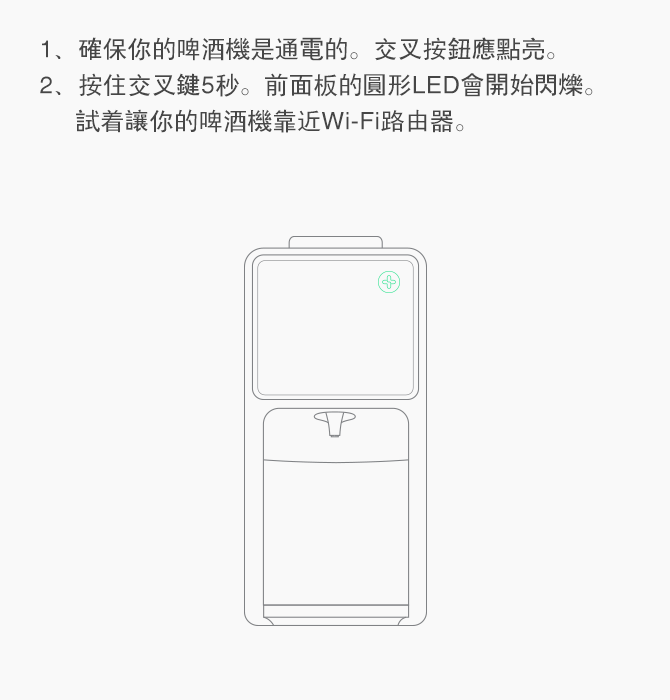 1、確保你的啤酒機是通電的。交叉按鈕應點亮。
2、按住交叉鍵5秒。前面板的圓形LED會開始閃爍。
試着讓你的啤酒機靠近Wi-Fi路由器。